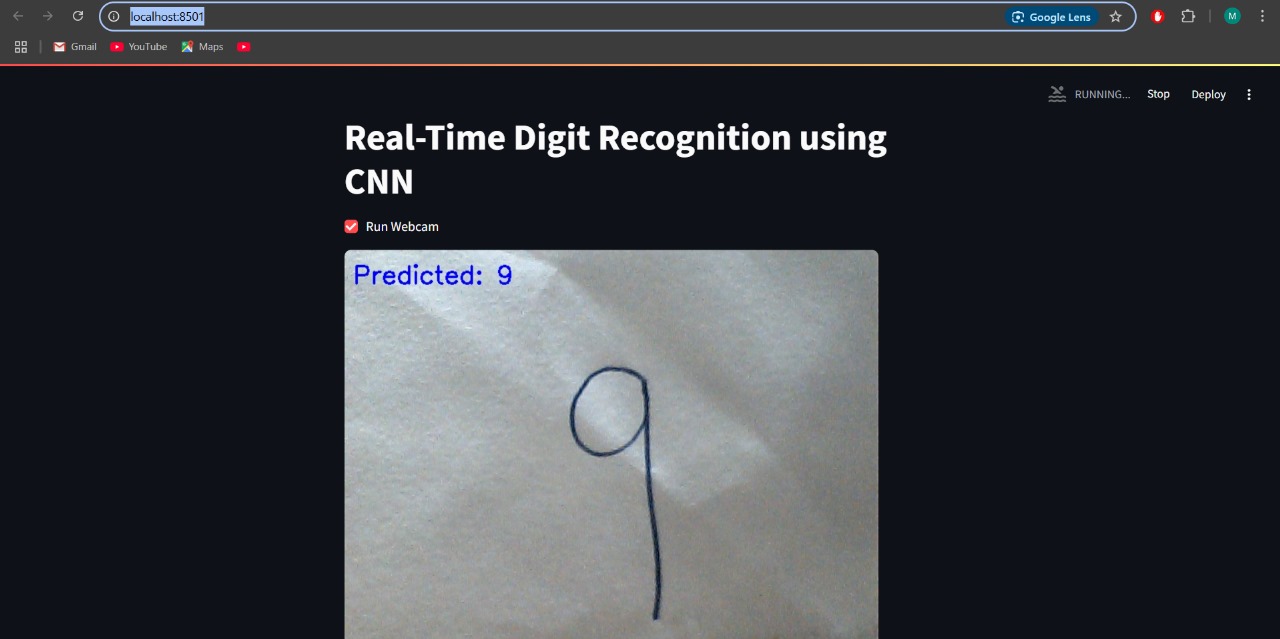 localhost:8501
Google Lens
M
Gmail
YouTube
Maps
RUNNING...
Stop
Deploy
Real-Time Digit Recognition using
CNN
Run Webcam
Predicted: 9
9